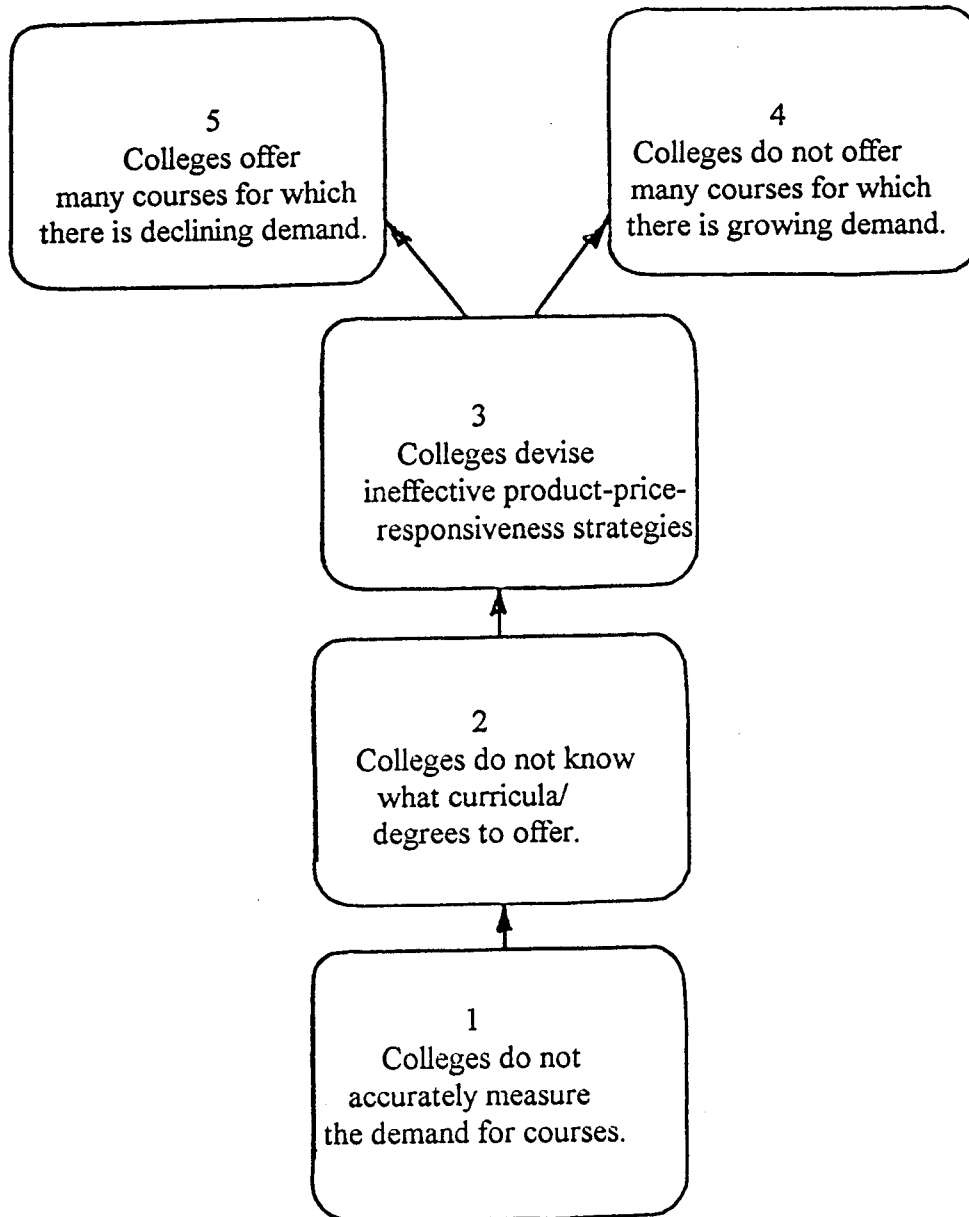 5
Colleges offer
many courses for which
there is declining demand.
4
Colleges do not offer
many courses for which
there is growing demand.
3
Colleges devise
ineffective product-price-
responsiveness strategies
2
Colleges do not know
what curricula/
degrees to offer.
1
Colleges do not
accurately measure
the demand for courses.